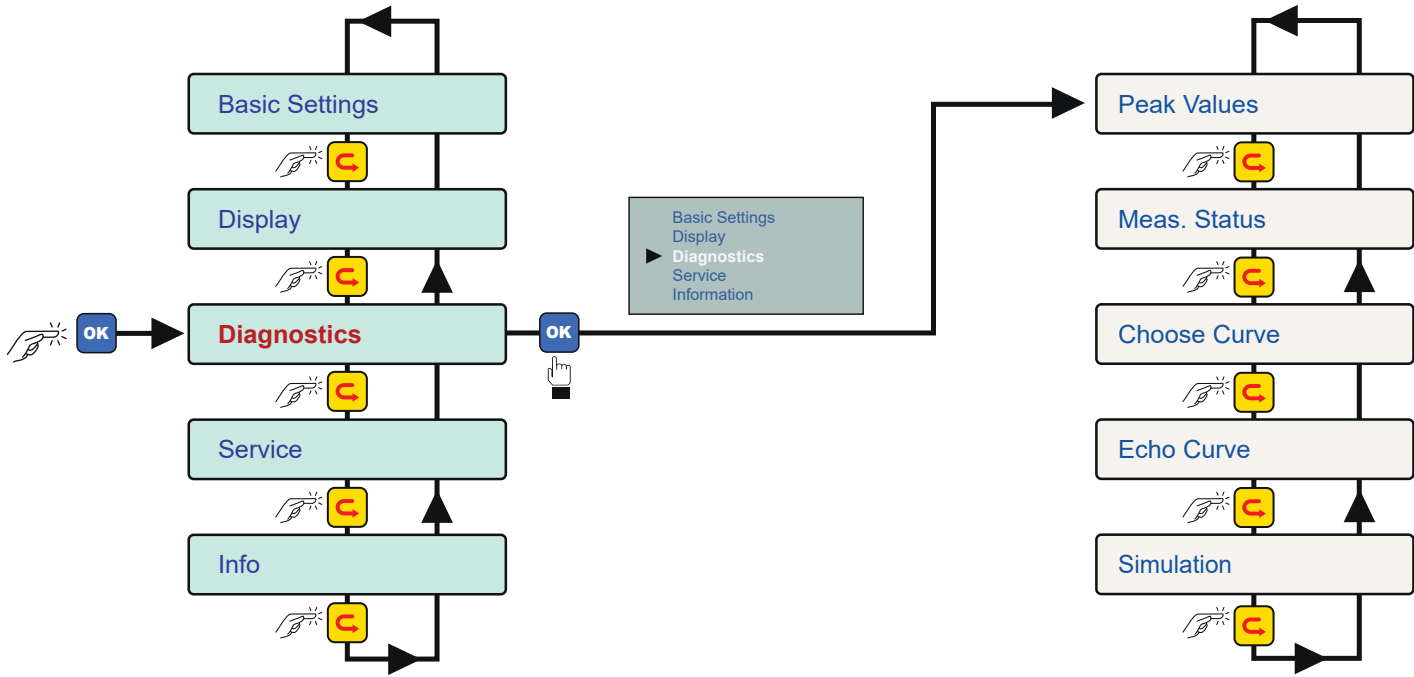 Basic Settings
Display
OK
Diagnostics
Service
Info
OK
Basic Settings
Display
Diagnostics
Service
Information
Peak Values
Meas. Status
Choose Curve
Echo Curve
Simulation